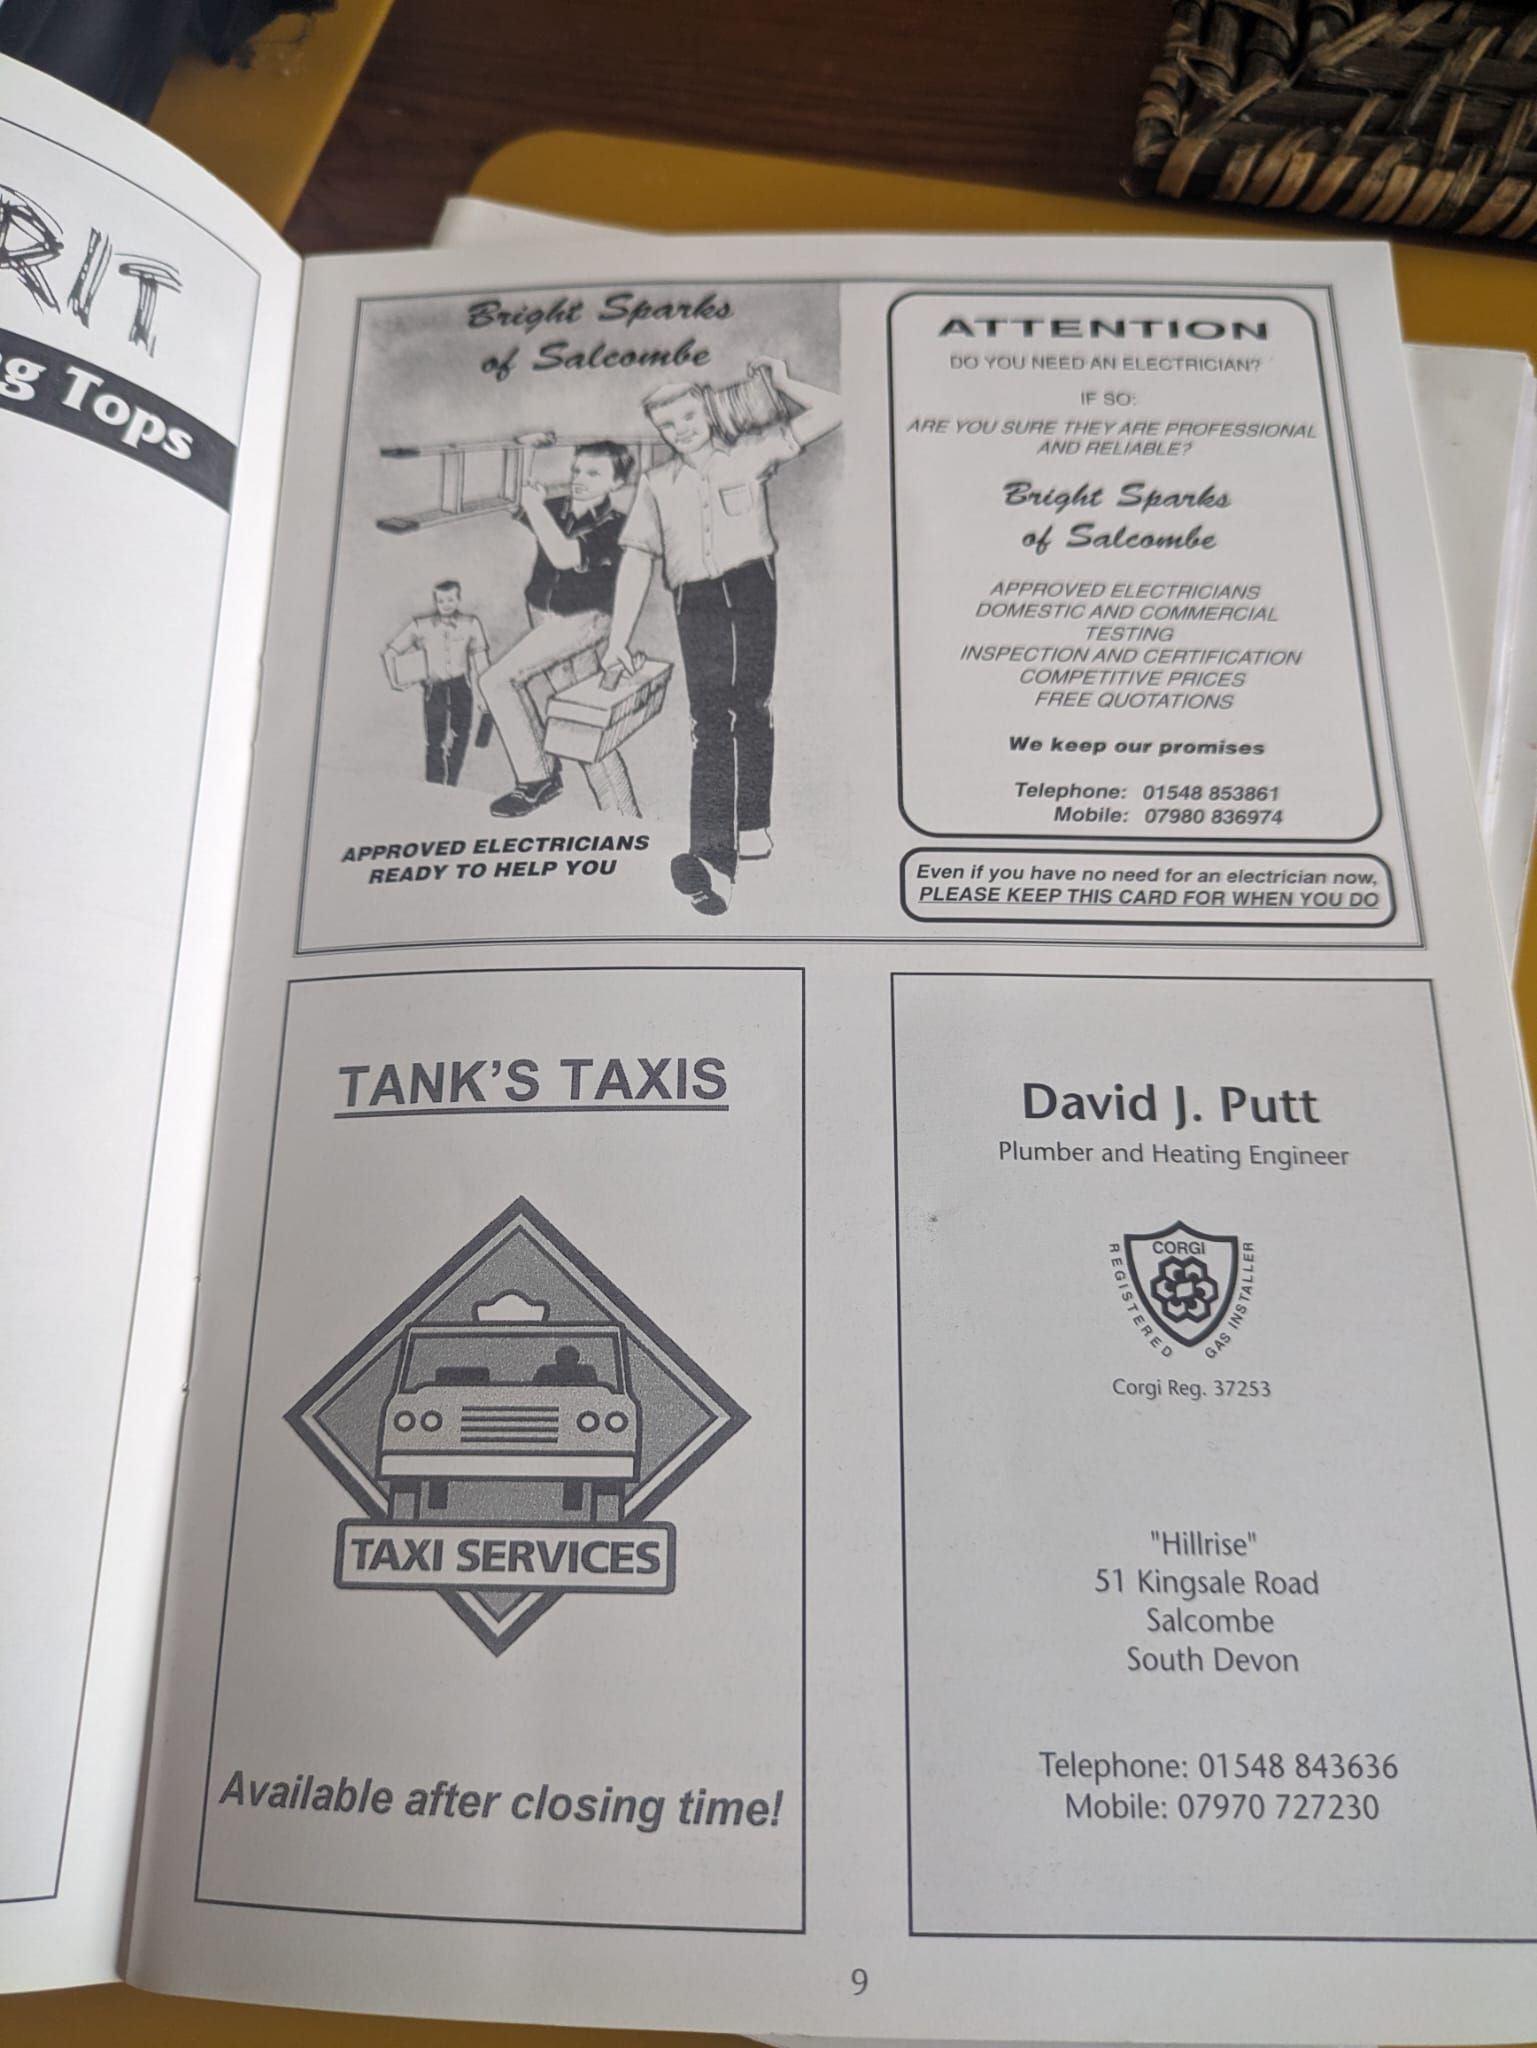 RIT
g Tops
Bright Sparks
of Salcombe
APPROVED ELECTRICIANS
READY TO HELP YOU
ATTENTION
DO YOU NEED AN ELECTRICIAN?
IF SO:
ARE YOU SURE THEY ARE PROFESSIONAL
AND RELIABLE?
Bright Sparks
of Salcombe
APPROVED ELECTRICIANS
DOMESTIC AND COMMERCIAL
TESTING
INSPECTION AND CERTIFICATION
COMPETITIVE PRICES
FREE QUOTATIONS
We keep our promises
Telephone: 01548 853861
Mobile: 07980 836974
Even if you have no need for an electrician now,
PLEASE KEEP THIS CARD FOR WHEN YOU DO
TANK'S TAXIS
TAXI SERVICES
Available after closing time!
David J. Putt
Plumber and Heating Engineer
CORGI
REGISTERED
GAS INSTALLER
Corgi Reg. 37253
"Hillrise"
51 Kingsale Road
Salcombe
South Devon
Telephone: 01548 843636
Mobile: 07970 727230
9